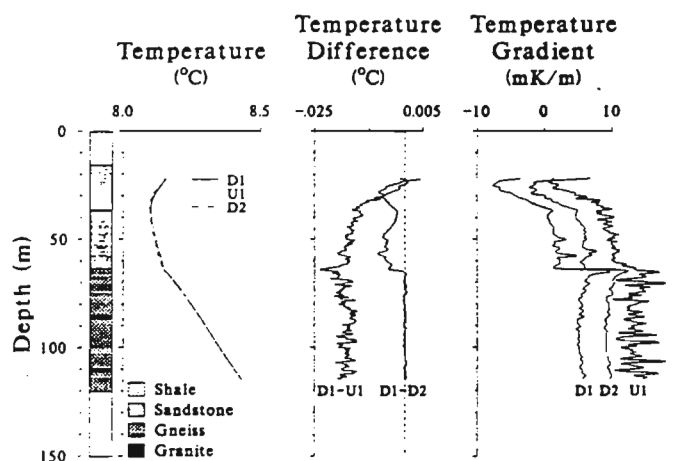 Temperature
(°C)
Temperature
Difference
(°C)
Temperature
Gradient
(mK/m)
8.0 8.5
-.025 0.005
-10 0 10
0
50
100
150
Depth (m)
D1
U1
D2
D1-U1 D1-D2
D1 D2 U1
Shale
Sandstone
Gneiss
Granite